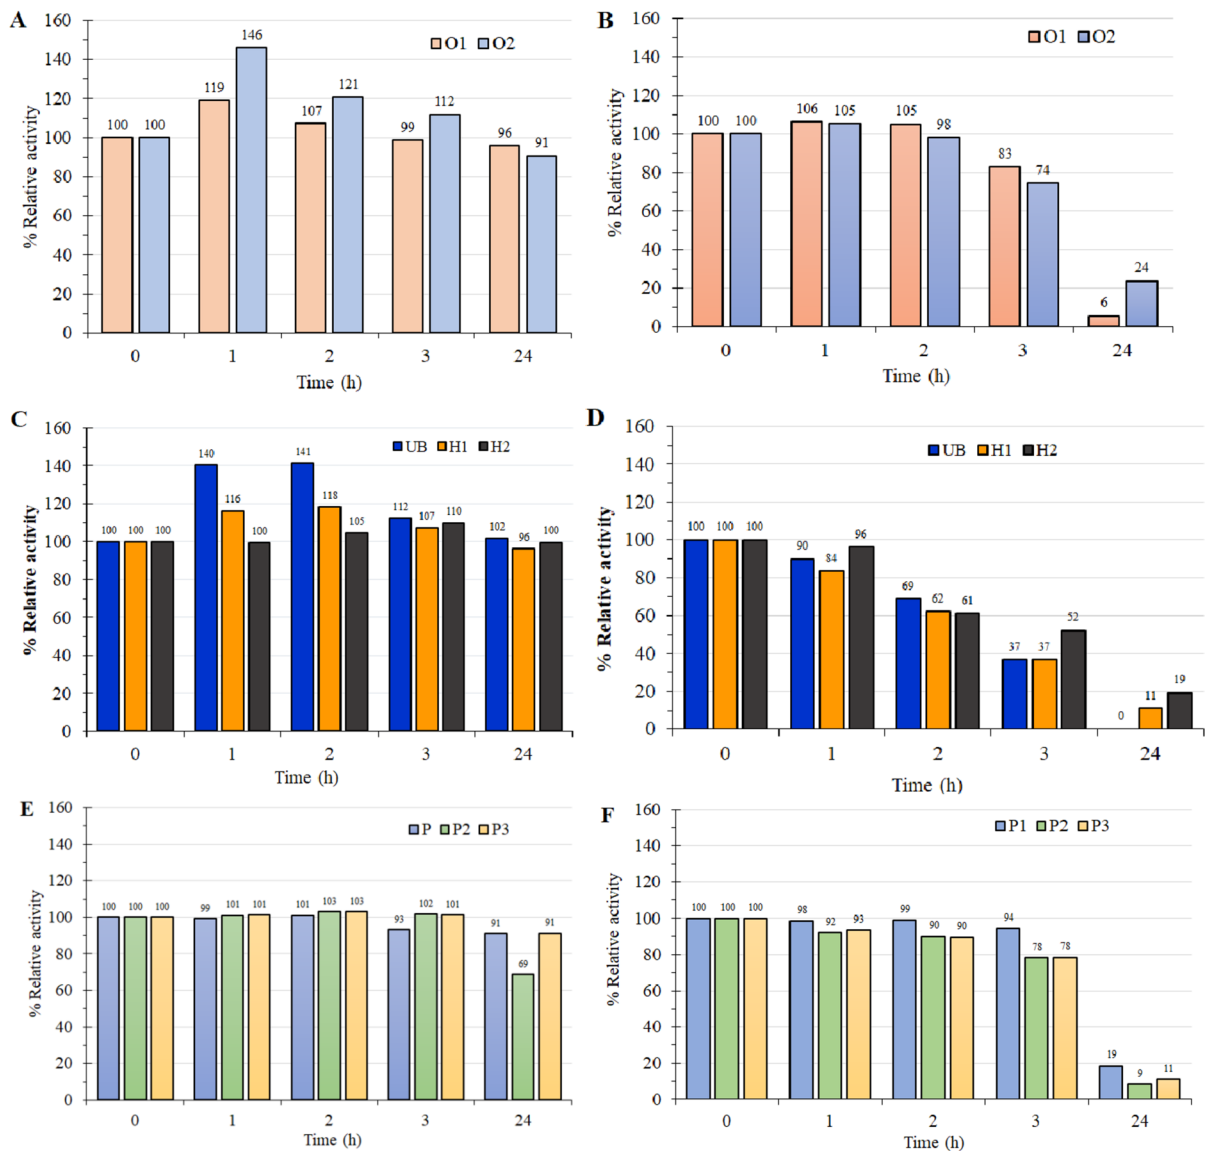 A
160
140
120
100
80
60
40
20
0
% Relative activity
O1 O2
100 100 119 146 107 121 99 112 96 91
0 1 2 3 24
Time (h)
B
160
140
120
100
80
60
40
20
0
% Relative activity
O1 O2
100 100 106 105 105 98 83 74 6 24
0 1 2 3 24
Time (h)
C
160
140
120
100
80
60
40
20
0
% Relative activity
UB H1 H2
100 100 100 140 116 100 141 118 105 112 107 110 102 96 100
0 1 2 3 24
Time (h)
D
160
140
120
100
80
60
40
20
0
% Relative activity
UB H1 H2
100 100 100 90 84 96 69 62 61 37 37 52 0 11 19
0 1 2 3 24
Time (h)
E
160
140
120
100
80
60
40
20
0
% Relative activity
P P2 P3
100 100 100 99 101 101 101 103 103 93 102 101 91 69 91
0 1 2 3 24
Time (h)
F
160
140
120
100
80
60
40
20
0
% Relative activity
P1 P2 P3
100 100 100 98 92 93 99 90 90 94 78 78 19 9 11
0 1 2 3 24
Time (h)